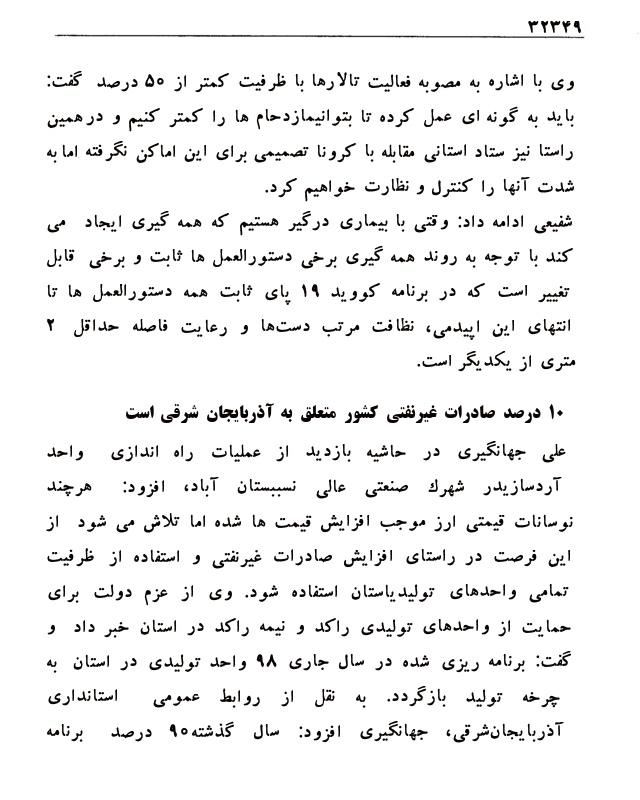 ۳۲۳۴۹
وی با اشاره به مصوبه فعالیت تالارها با ظرفیت کمتر از ۵۰ درصد گفت:
باید به گونه ای عمل کرده تا بتوانیمازدحام ها را کمتر کنیم و درهمین
راستا نیز ستاد استانی مقابله با کرونا تصمیمی برای این اماکن نگرفته اما به
شدت آنها را کنترل و نظارت خواهیم کرد.
شفیعی ادامه داد: وقتی با بیماری درگیر هستیم که همه گیری ایجاد می
کند با توجه به روند همه گیری برخی دستورالعمل ها ثابت و برخی قابل
تغییر است که در برنامه کووید ۱۹ پای ثابت همه دستورالعمل ها تا
انتهای این اپیدمی، نظافت مرتب دست‌ها و رعایت فاصله حداقل ۲
متری از یکدیگر است.
۱۰ درصد صادرات غیرنفتی کشور متعلق به آذربایجان شرقی است
علی جهانگیری در حاشیه بازدید از عملیات راه اندازی واحد
آردسازیدر شهرك صنعتی عالی نسببستان آباد، افزود: هرچند
نوسانات قیمتی ارز موجب افزایش قیمت ها شده اما تلاش می شود از
این فرصت در راستای افزایش صادرات غیرنفتی و استفاده از ظرفیت
تمامی واحدهای تولیدیاستان استفاده شود. وی از عزم دولت برای
حمایت از واحدهای تولیدی راکد و نیمه راکد در استان خبر داد و
گفت: برنامه ریزی شده در سال جاری ۹۸ واحد تولیدی در استان به
چرخه تولید بازگردد. به نقل از روابط عمومی استانداری
آذربایجان‌شرقی، جهانگیری افزود: سال گذشته۹۰ درصد برنامه